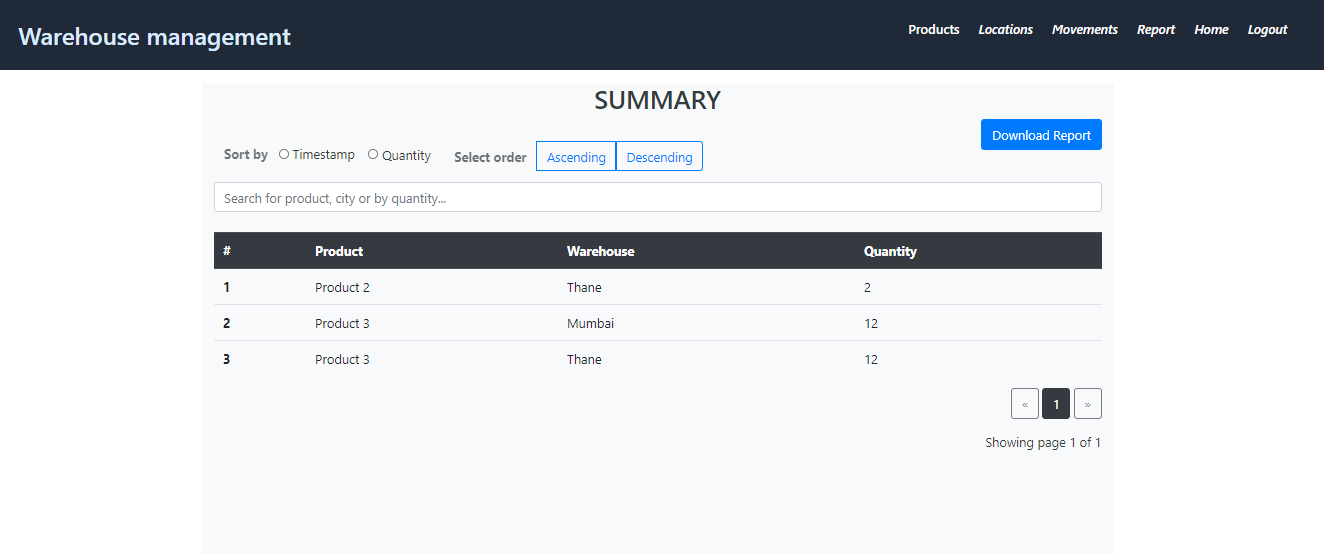 Warehouse management
Products Locations Movements Report Home Logout
SUMMARY
Download Report
Sort by Timestamp Quantity Select order Ascending Descending
Search for product, city or by quantity...
# Product Warehouse Quantity
1 Product 2 Thane 2
2 Product 3 Mumbai 12
3 Product 3 Thane 12
« 1 »
Showing page 1 of 1